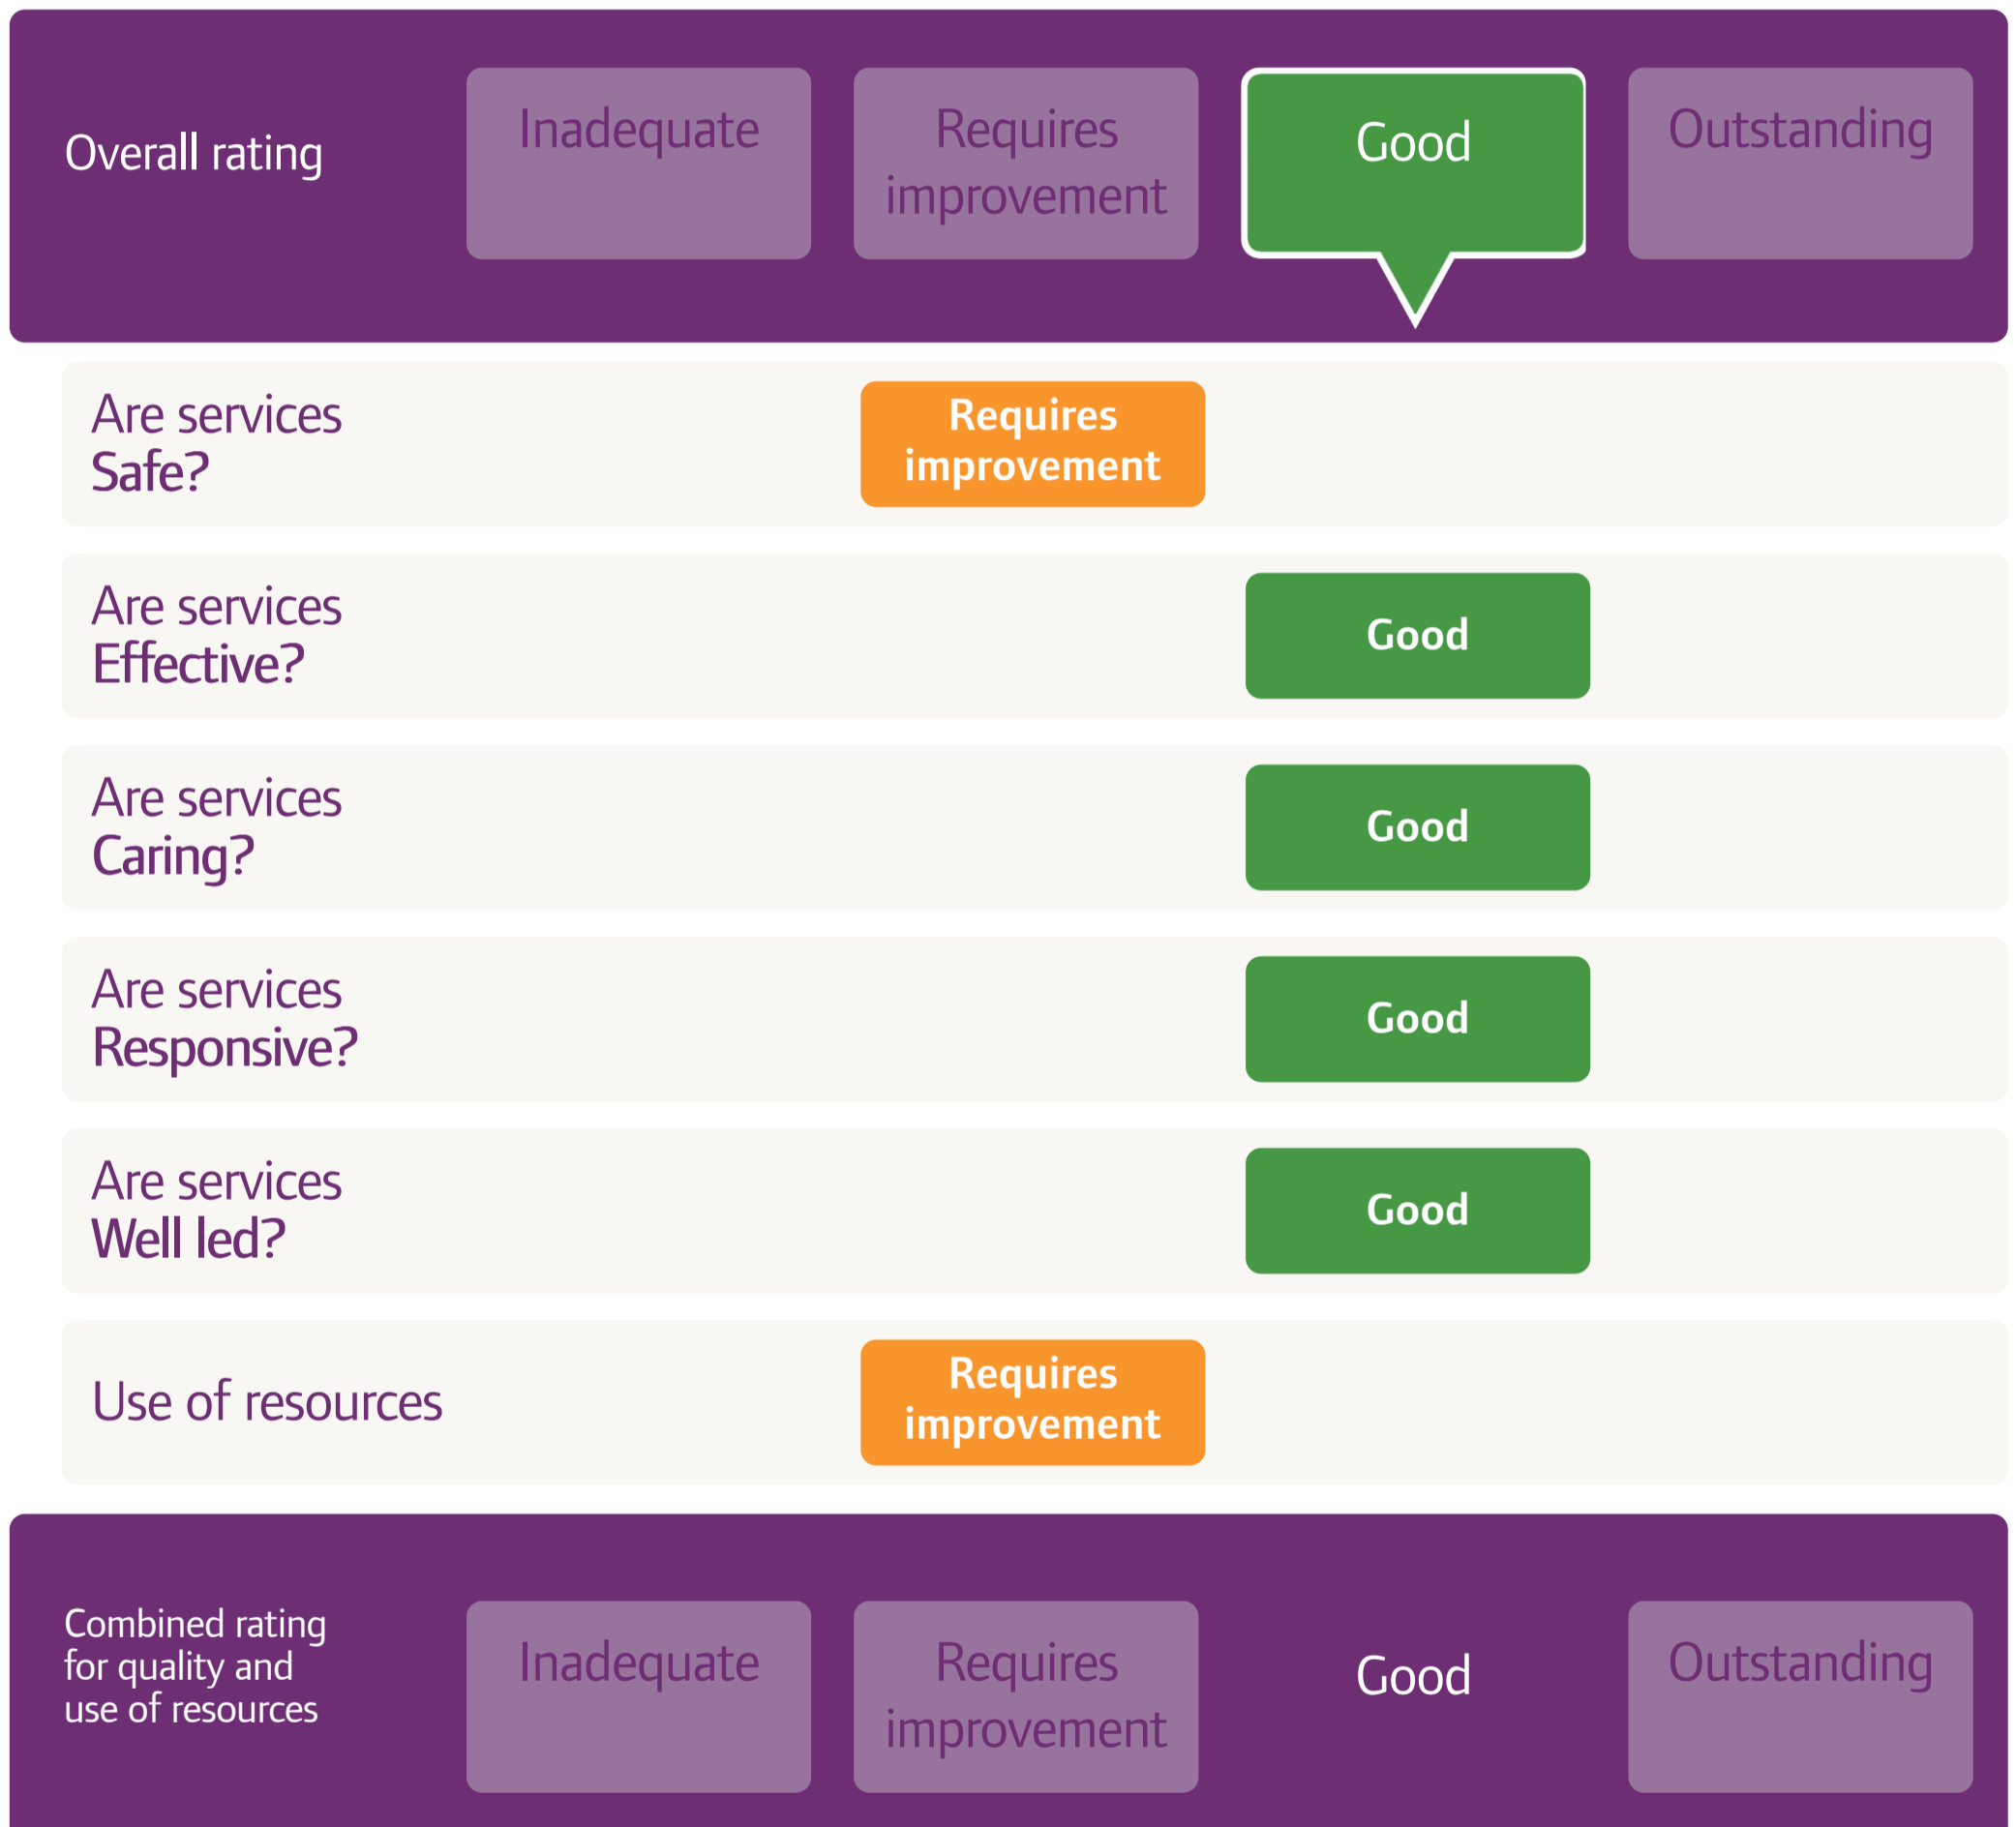 Overall rating
Inadequate
Requires
improvement
Good
Outstanding
Are services
Safe?
Requires
improvement
Are services
Effective?
Good
Are services
Caring?
Good
Are services
Responsive?
Good
Are services
Well led?
Good
Use of resources
Requires
improvement
Combined rating
for quality and
use of resources
Inadequate
Requires
improvement
Good
Outstanding